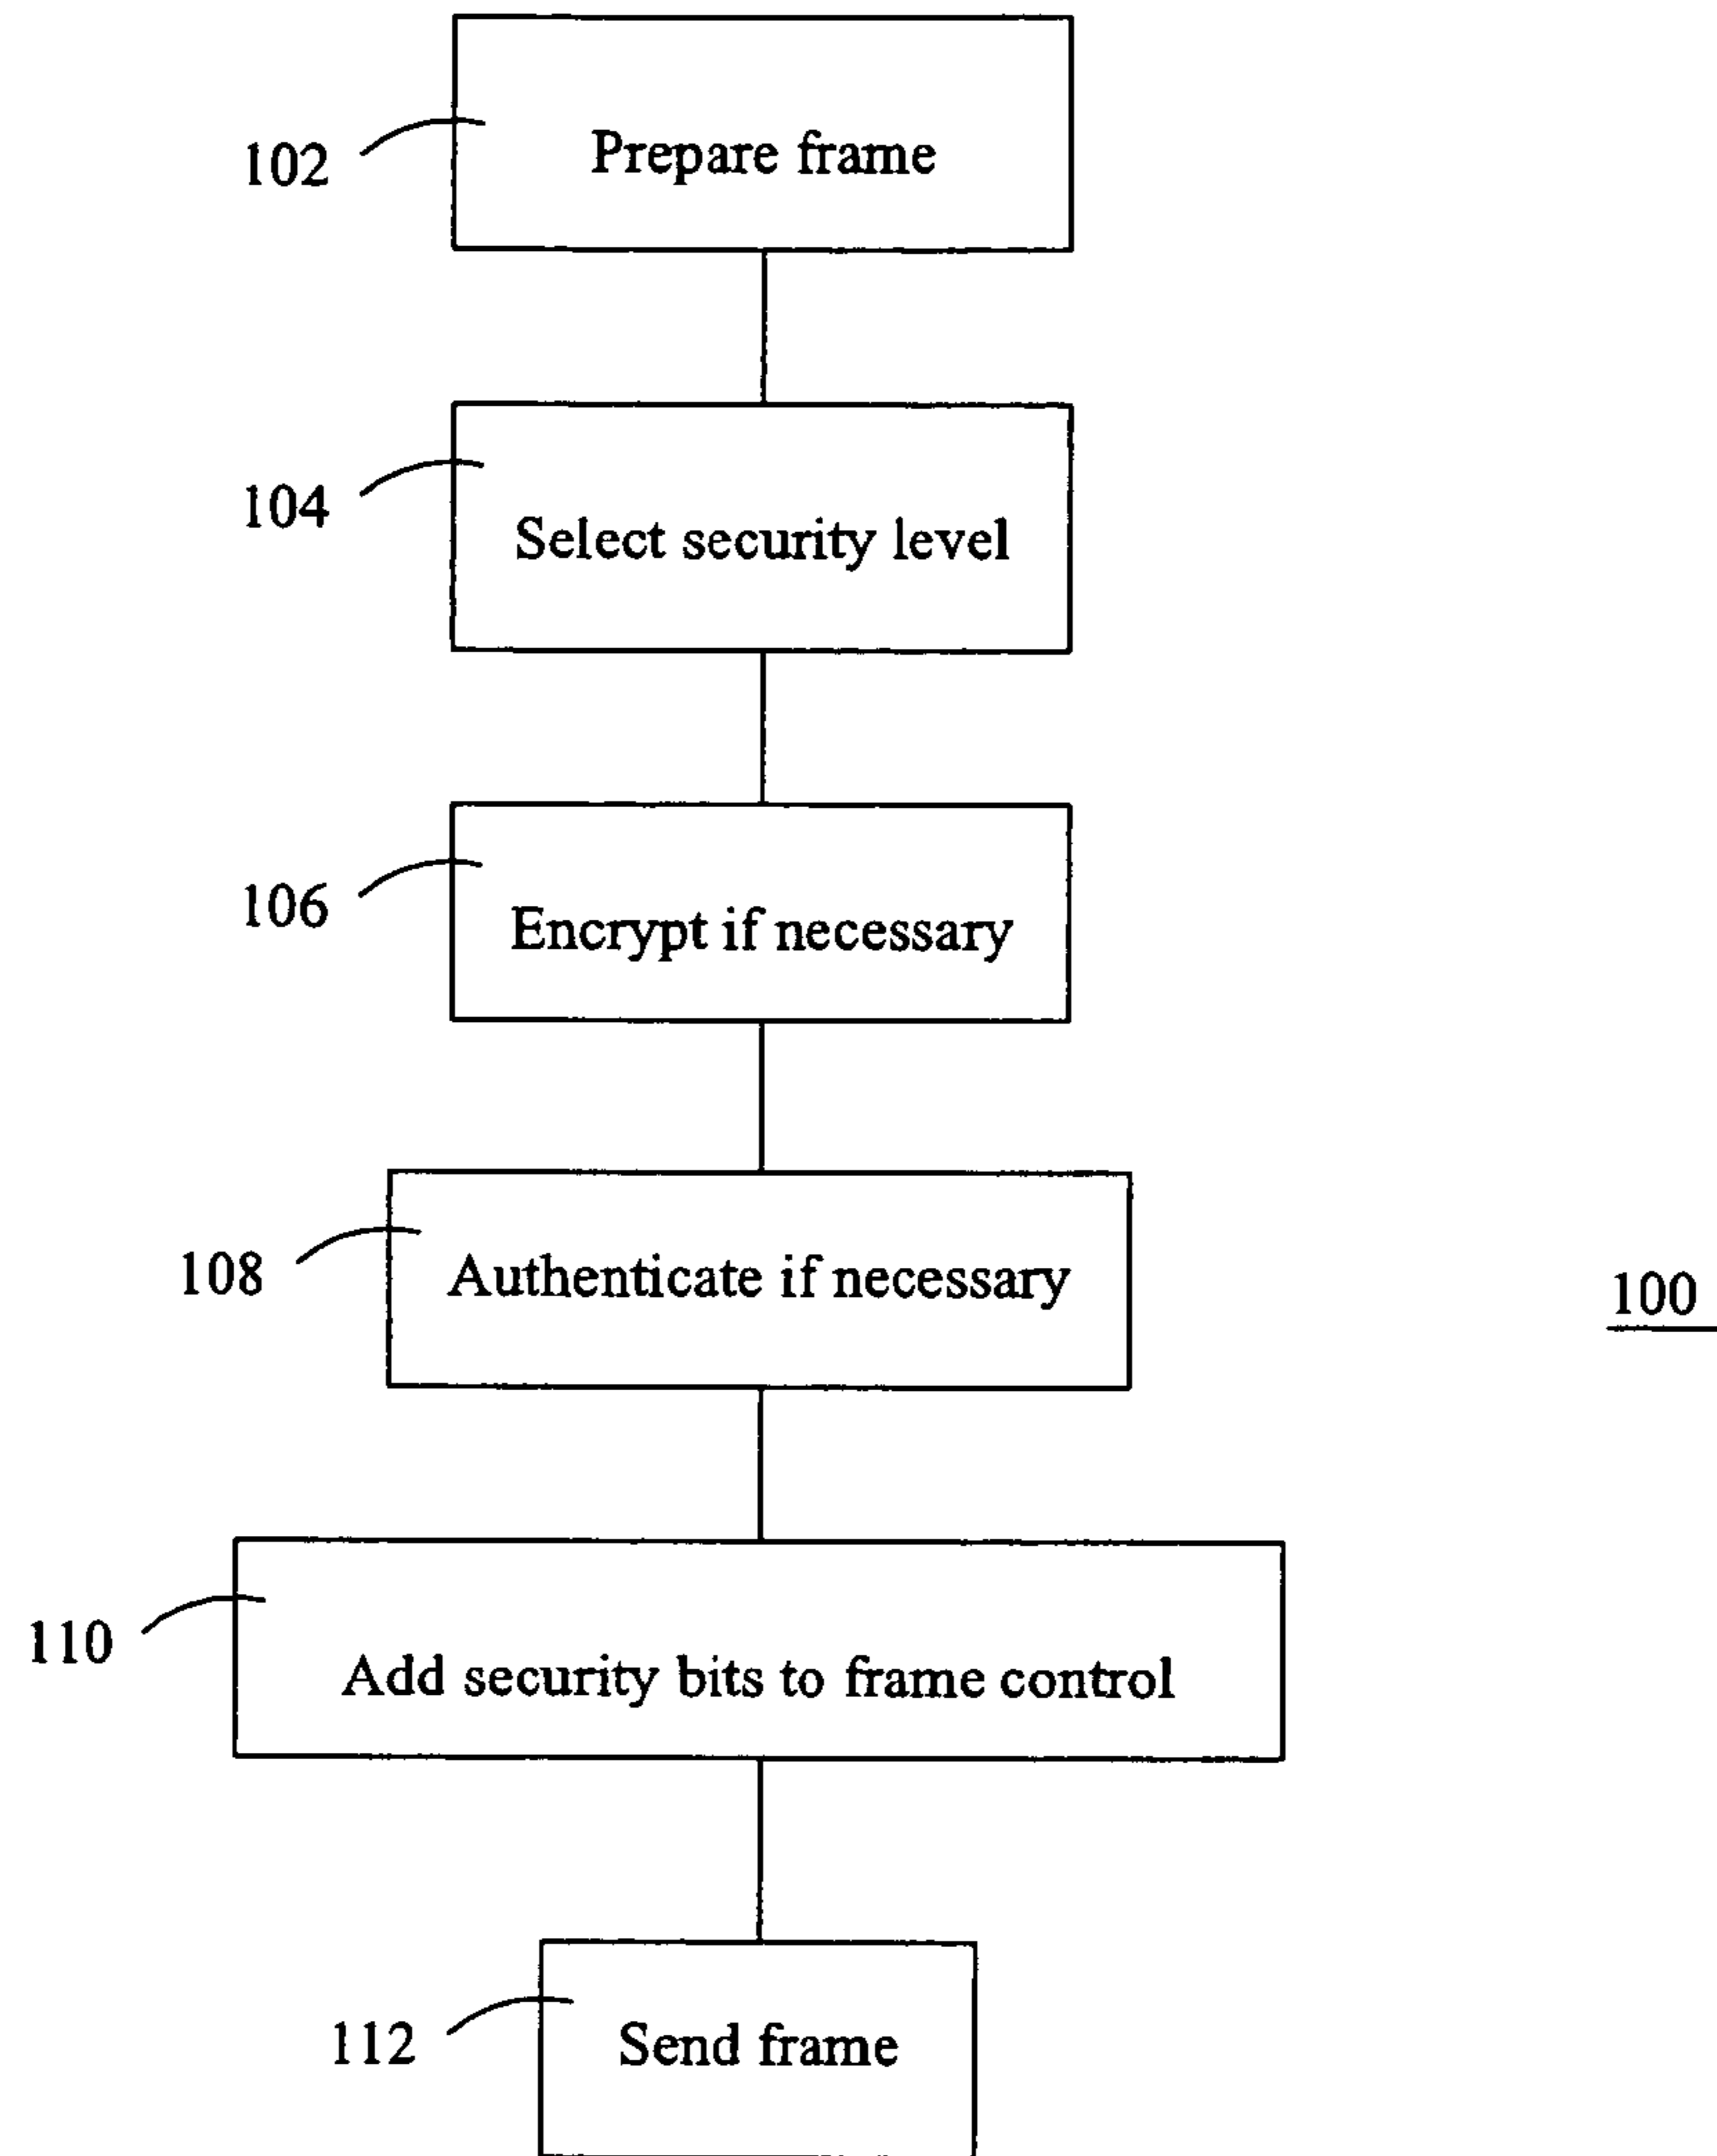 102
Prepare frame
104
Select security level
106
Encrypt if necessary
108
Authenticate if necessary
100
110
Add security bits to frame control
112
Send frame